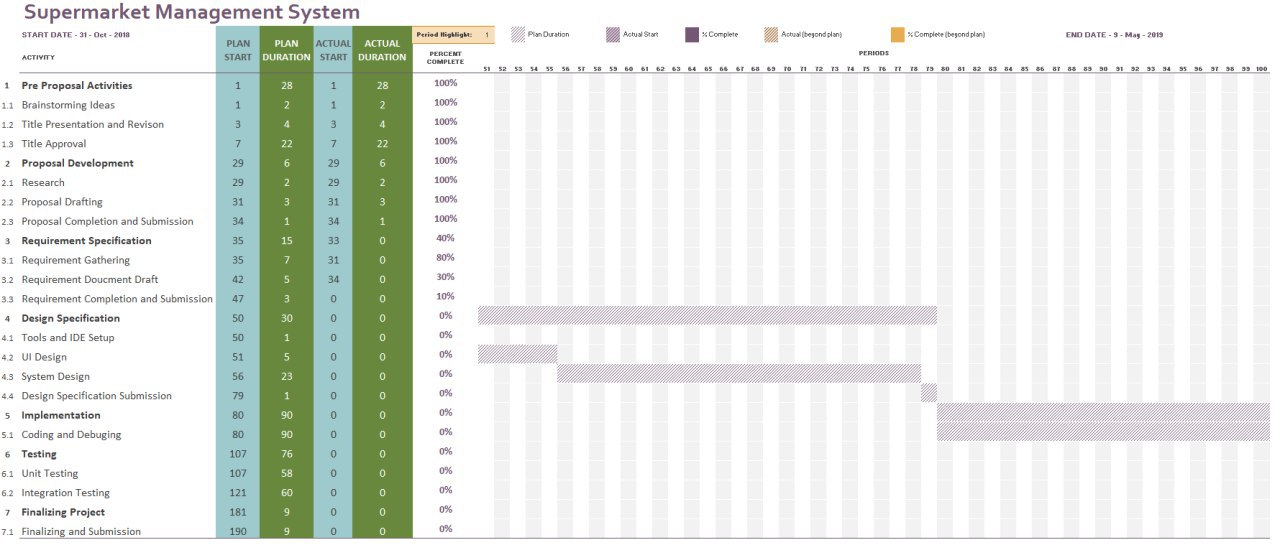 Supermarket Management System
START DATE - 31 - Oct - 2018 PLAN START PLAN DURATION ACTUAL START ACTUAL DURATION Period Highlight: 1 Plan Duration Actual Start % Complete Actual (beyond plan) % Complete (beyond plan) END DATE - 9 - May - 2019
ACTIVITY PERCENT COMPLETE PERIODS
51 52 53 54 55 56 57 58 59 60 61 62 63 64 65 66 67 68 69 70 71 72 73 74 75 76 77 78 79 80 81 82 83 84 85 86 87 88 89 90 91 92 93 94 95 96 97 98 99 100
1 Pre Proposal Activities 1 28 1 28 100%
1.1 Brainstorming Ideas 1 2 1 2 100%
1.2 Title Presentation and Revison 3 4 3 4 100%
1.3 Title Approval 7 22 7 22 100%
2 Proposal Development 29 6 29 6 100%
2.1 Research 29 2 29 2 100%
2.2 Proposal Drafting 31 3 31 3 100%
2.3 Proposal Completion and Submission 34 1 34 1 100%
3 Requirement Specification 35 15 33 0 40%
3.1 Requirement Gathering 35 7 31 0 80%
3.2 Requirement Doucment Draft 42 5 34 0 30%
3.3 Requirement Completion and Submission 47 3 0 0 10%
4 Design Specification 50 30 0 0 0%
4.1 Tools and IDE Setup 50 1 0 0 0%
4.2 UI Design 51 5 0 0 0%
4.3 System Design 56 23 0 0 0%
4.4 Design Specification Submission 79 1 0 0 0%
5 Implementation 80 90 0 0 0%
5.1 Coding and Debuging 80 90 0 0 0%
6 Testing 107 76 0 0 0%
6.1 Unit Testing 107 58 0 0 0%
6.2 Integration Testing 121 60 0 0 0%
7 Finalizing Project 181 9 0 0 0%
7.1 Finalizing and Submission 190 9 0 0 0%